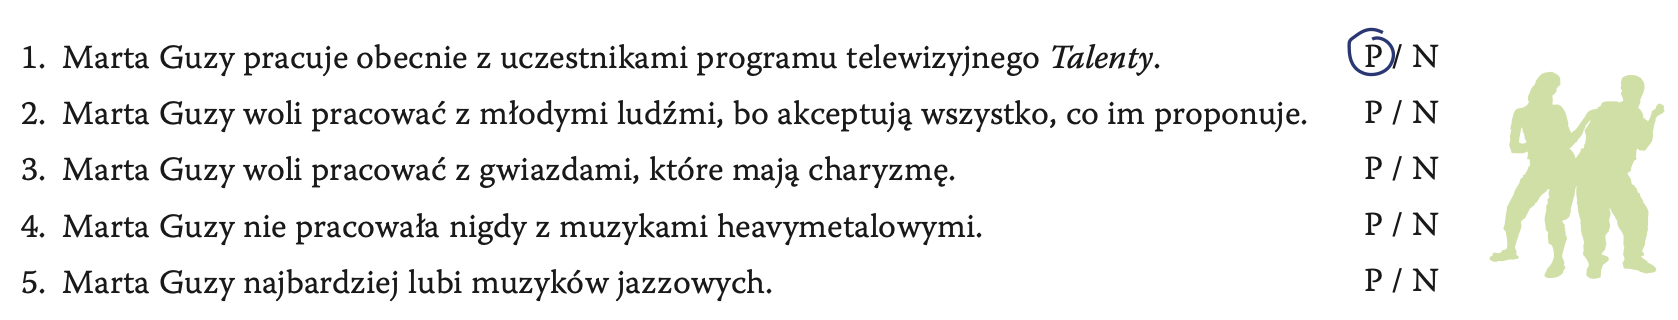 1. Marta Guzy pracuje obecnie z uczestnikami programu telewizyjnego Talenty. P / N
2. Marta Guzy woli pracować z młodymi ludźmi, bo akceptują wszystko, co im proponuje. P / N
3. Marta Guzy woli pracować z gwiazdami, które mają charyzmę. P / N
4. Marta Guzy nie pracowała nigdy z muzykami heavymetalowymi. P / N
5. Marta Guzy najbardziej lubi muzyków jazzowych. P / N